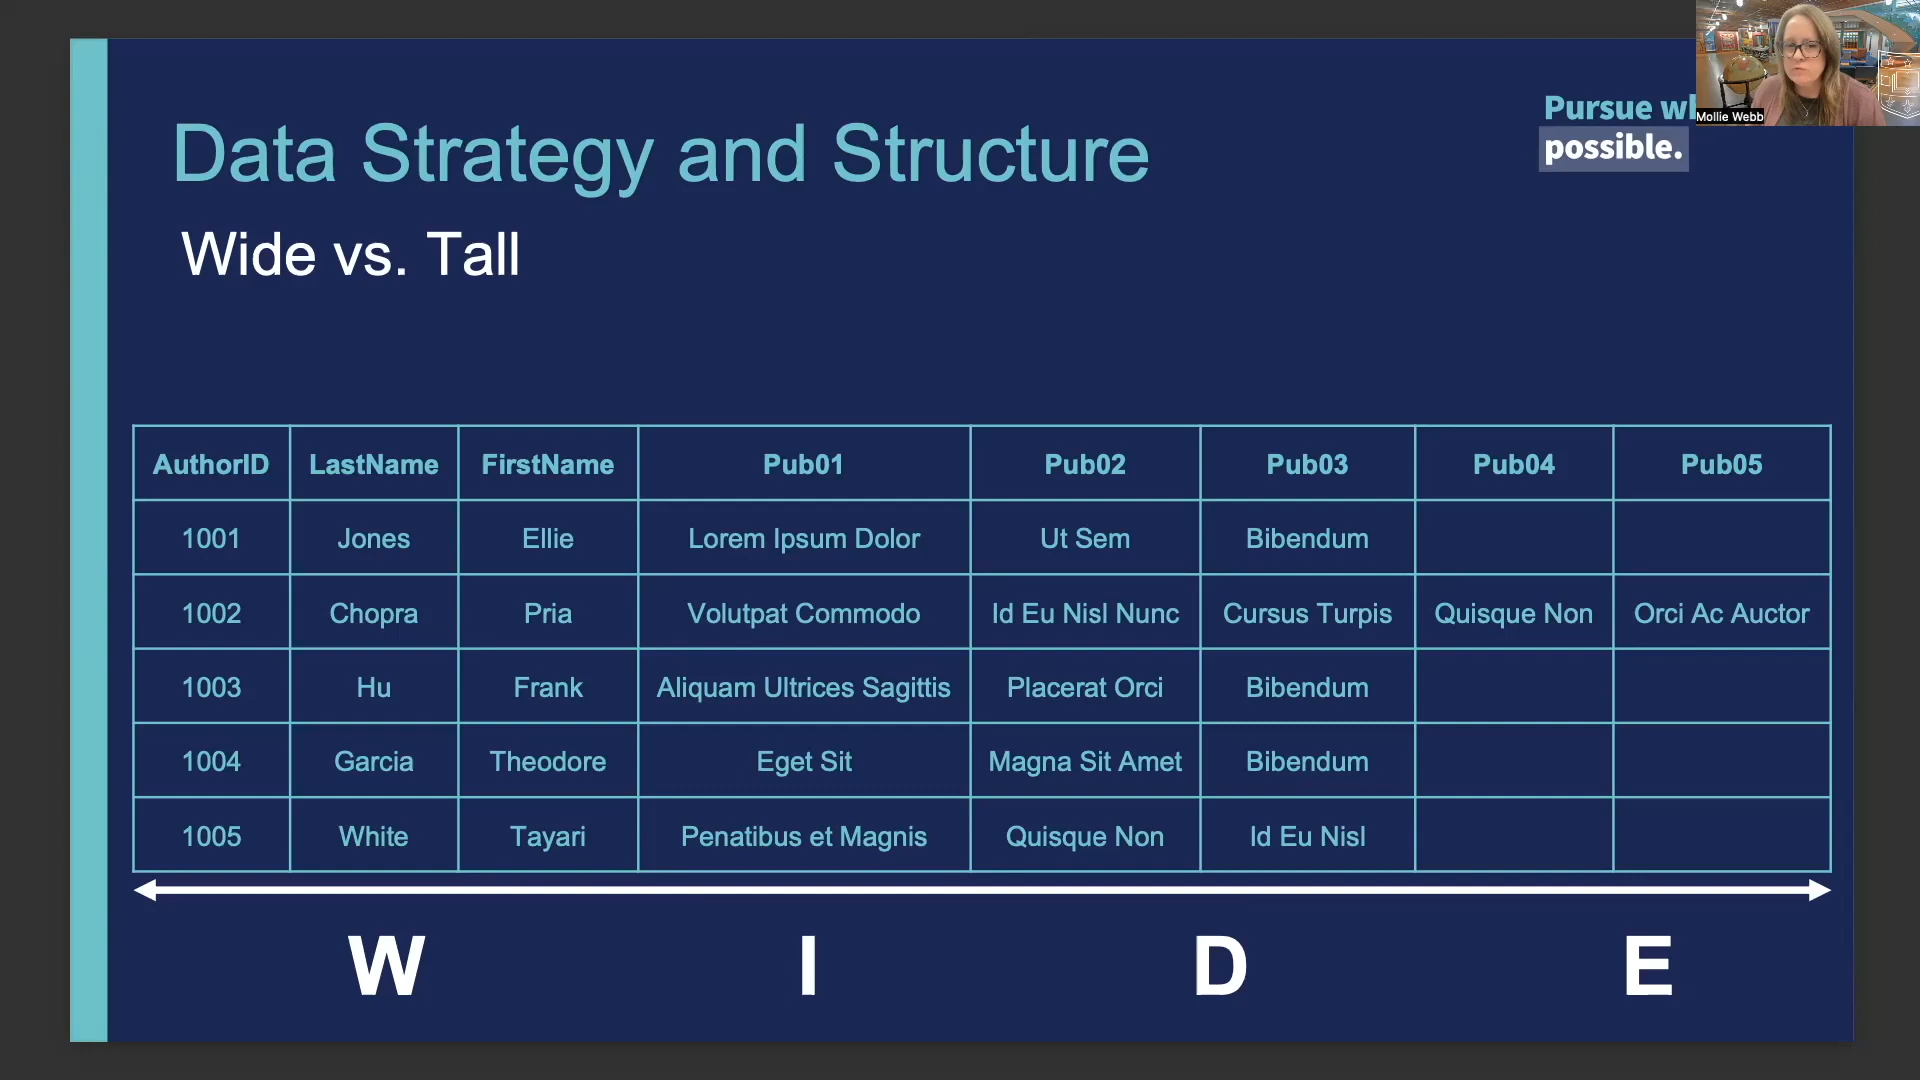 Pursue wh
possible.
Mollie Webb
Data Strategy and Structure
Wide vs. Tall
AuthorID LastName FirstName Pub01 Pub02 Pub03 Pub04 Pub05
1001 Jones Ellie Lorem Ipsum Dolor Ut Sem Bibendum
1002 Chopra Pria Volutpat Commodo Id Eu Nisl Nunc Cursus Turpis Quisque Non Orci Ac Auctor
1003 Hu Frank Aliquam Ultrices Sagittis Placerat Orci Bibendum
1004 Garcia Theodore Eget Sit Magna Sit Amet Bibendum
1005 White Tayari Penatibus et Magnis Quisque Non Id Eu Nisl
W I D E